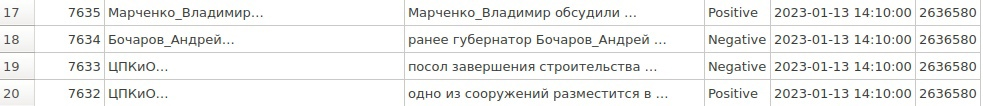 17 7635 Марченко_Владимир... Марченко_Владимир обсудили ... Positive 2023-01-13 14:10:00 2636580
18 7634 Бочаров_Андрей... ранее губернатор Бочаров_Андрей ... Negative 2023-01-13 14:10:00 2636580
19 7633 ЦПКиО... посол завершения строительства ... Negative 2023-01-13 14:10:00 2636580
20 7632 ЦПКиО... одно из сооружений разместится в ... Positive 2023-01-13 14:10:00 2636580